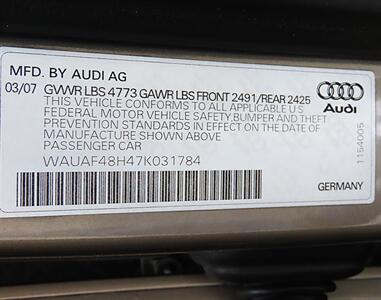 MFD. BY AUDI AG
03/07 GVWR LBS 4773 GAWR LBS FRONT 2491/REAR 2425
THIS VEHICLE CONFORMS TO ALL APPLICABLE U.S
FEDERAL MOTOR VEHICLE SAFETY, BUMPER AND THEFT
PREVENTION STANDARDS IN EFFECT ON THE DATE OF
MANUFACTURE SHOWN ABOVE
PASSENGER CAR
WAUAF48H47K031784
Audi
1154005
GERMANY